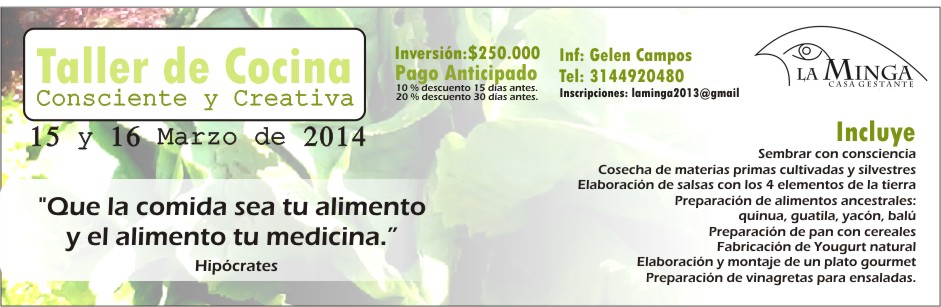 Taller de Cocina
Consciente y Creativa
15 y 16 Marzo de 2014
"Que la comida sea tu alimento
y el alimento tu medicina."
Hipócrates
Inversión:$250.000
Pago Anticipado
10 % descuento 15 días antes.
20 % descuento 30 días antes.
Inf: Gelen Campos
Tel: 3144920480
Inscripciones: laminga2013@gmail
LA MINGA
CASA GESTANTE
Incluye
Sembrar con consciencia
Cosecha de materias primas cultivadas y silvestres
Elaboración de salsas con los 4 elementos de la tierra
Preparación de alimentos ancestrales:
quinua, guatila, yacón, balú
Preparación de pan con cereales
Fabricación de Yougurt natural
Elaboración y montaje de un plato gourmet
Preparación de vinagretas para ensaladas.